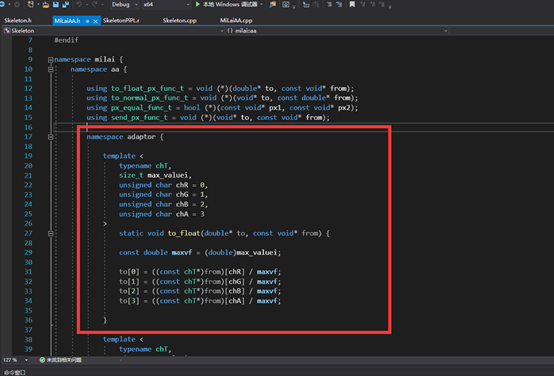 Debug x64 本地 Windows 调试器
Skeleton.h MilaiAA.h SkeletonPiPL.r Skeleton.cpp MilaiAA.cpp
Skeleton {} milai::aa
7 #endif
8
9 namespace milai {
10 namespace aa {
11
12 using to_float_px_func_t = void (*)(double* to, const void* from);
13 using to_normal_px_func_t = void (*)(void* to, const double* from);
14 using px_equal_func_t = bool (*)(const void* px1, const void* px2);
15 using send_px_func_t = void (*)(void* to, const void* from);
16
17 namespace adaptor {
18
19 template <
20 typename chT,
21 size_t max_valuei,
22 unsigned char chR = 0,
23 unsigned char chG = 1,
24 unsigned char chB = 2,
25 unsigned char chA = 3
26 >
27 static void to_float(double* to, const void* from) {
28
29 const double maxvf = (double)max_valuei;
30
31 to[0] = ((const chT*)from)[chR] / maxvf;
32 to[1] = ((const chT*)from)[chG] / maxvf;
33 to[2] = ((const chT*)from)[chB] / maxvf;
34 to[3] = ((const chT*)from)[chA] / maxvf;
35
36 }
37
38 template <
39 typename chT,
127 % 未找到相关问题
命令窗口